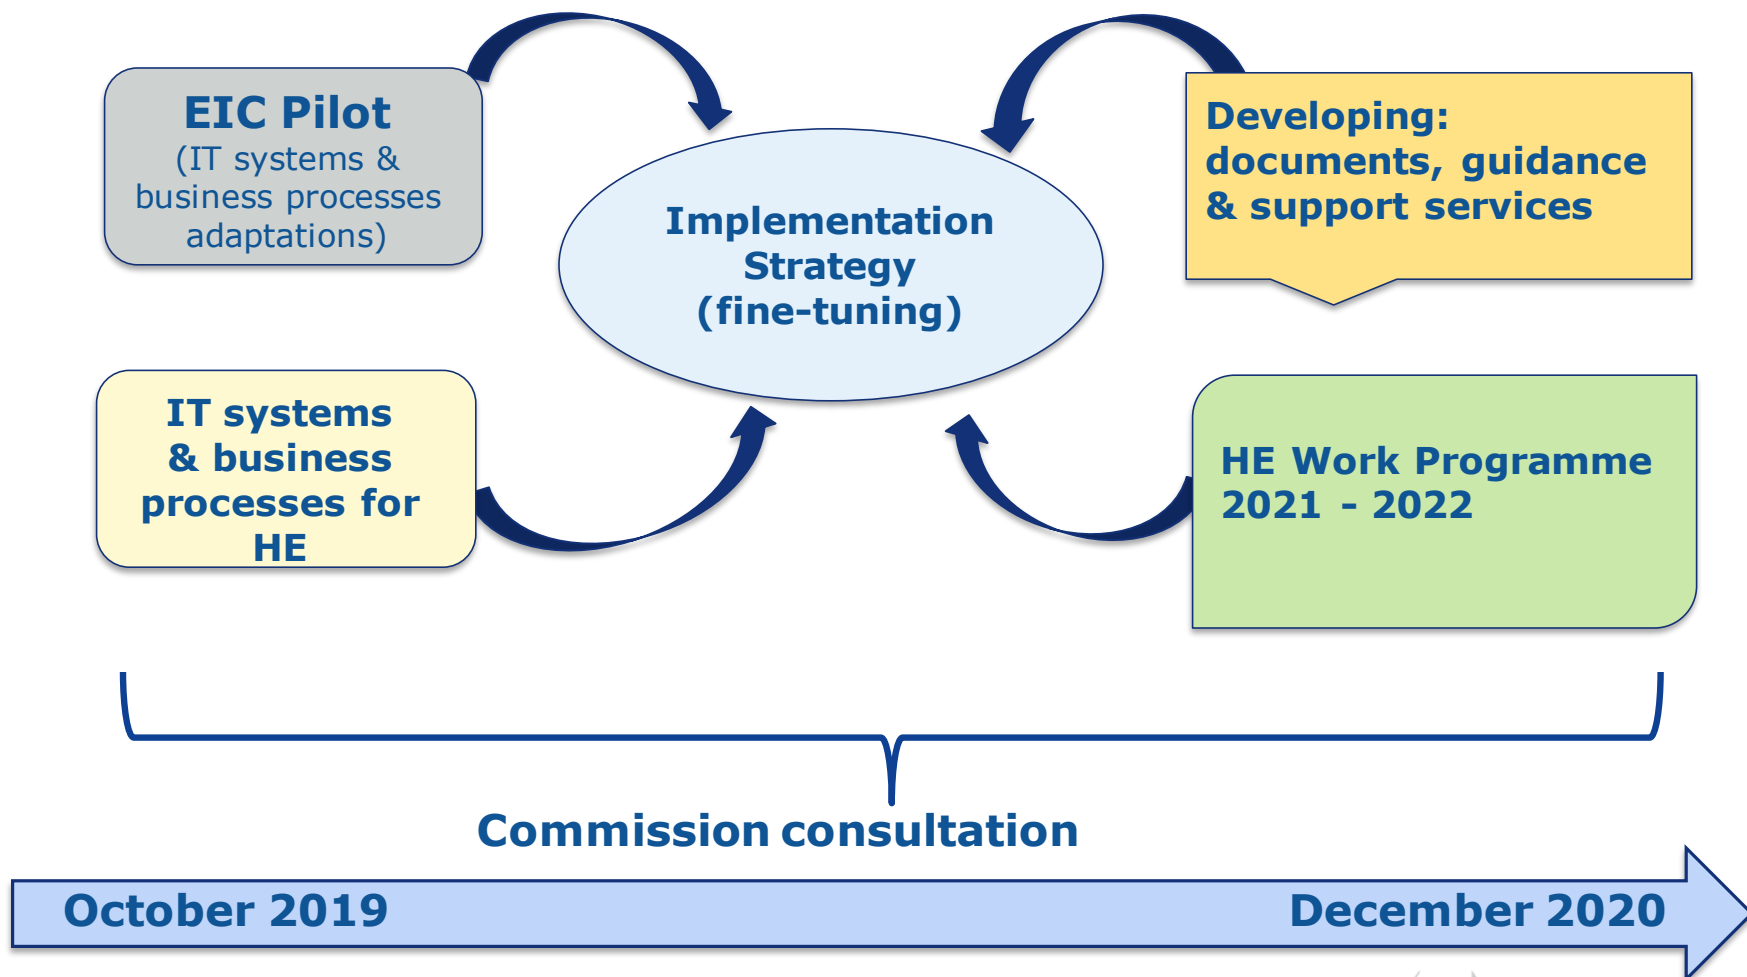 EIC Pilot
(IT systems &
business processes
adaptations)
Implementation
Strategy
(fine-tuning)
Developing:
documents, guidance
& support services
IT systems
& business
processes for
HE
HE Work Programme
2021 - 2022
Commission consultation
October 2019
December 2020